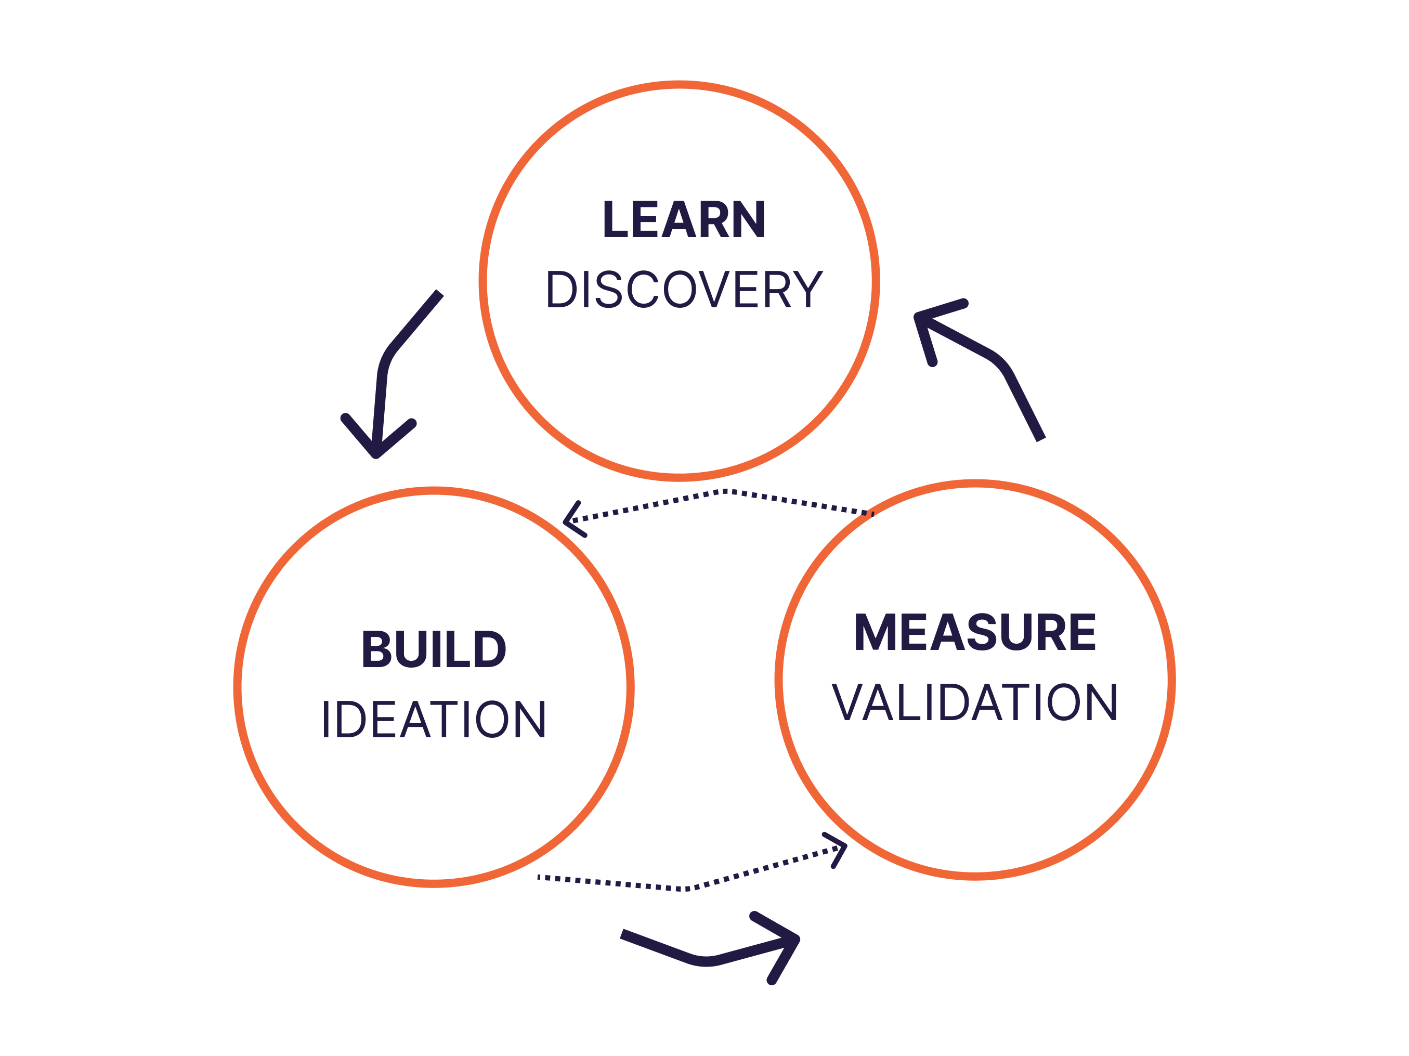 LEARN
DISCOVERY
BUILD
IDEATION
MEASURE
VALIDATION